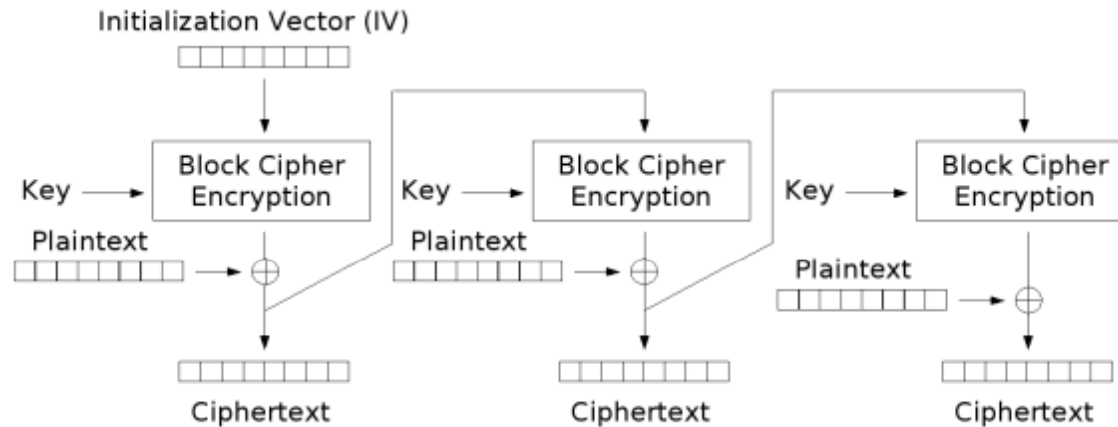 Initialization Vector (IV)
Key
Block Cipher
Encryption
Key
Block Cipher
Encryption
Key
Block Cipher
Encryption
Plaintext
Plaintext
Plaintext
Ciphertext
Ciphertext
Ciphertext